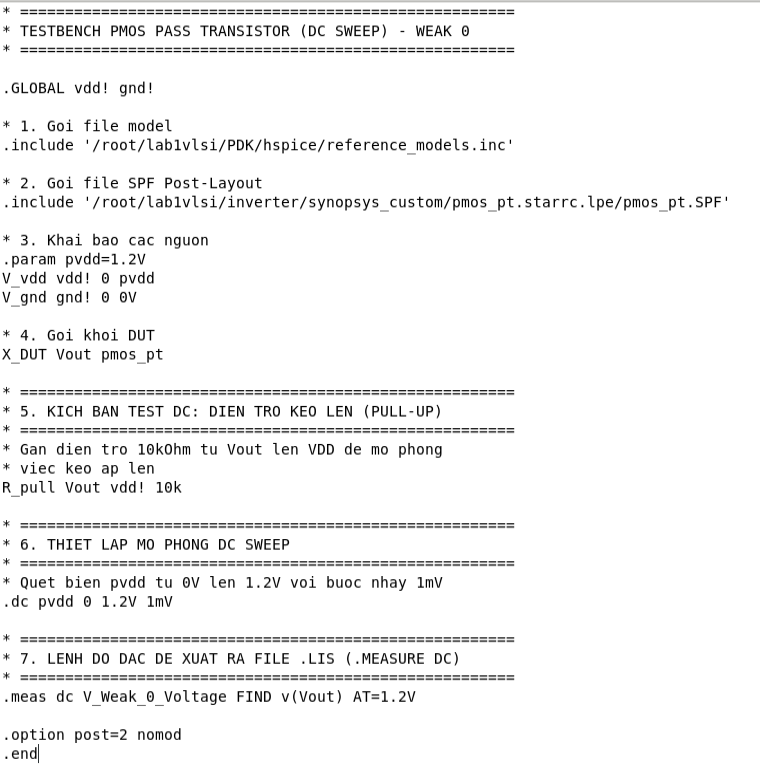 * =======================================================
* TESTBENCH PMOS PASS TRANSISTOR (DC SWEEP) - WEAK 0
* =======================================================
.GLOBAL vdd! gnd!
* 1. Goi file model
.include '/root/lab1vlsi/PDK/hspice/reference_models.inc'
* 2. Goi file SPF Post-Layout
.include '/root/lab1vlsi/inverter/synopsys_custom/pmos_pt.starrc.lpe/pmos_pt.SPF'
* 3. Khai bao cac nguon
.param pvdd=1.2V
V_vdd vdd! 0 pvdd
V_gnd gnd! 0 0V
* 4. Goi khoi DUT
X_DUT Vout pmos_pt
* =======================================================
* 5. KICH BAN TEST DC: DIEN TRO KEO LEN (PULL-UP)
* =======================================================
* Gan dien tro 10kOhm tu Vout len VDD de mo phong
* viec keo ap len
R_pull Vout vdd! 10k
* =======================================================
* 6. THIET LAP MO PHONG DC SWEEP
* =======================================================
* Quet bien pvdd tu 0V len 1.2V voi buoc nhay 1mV
.dc pvdd 0 1.2V 1mV
* =======================================================
* 7. LENH DO DAC DE XUAT RA FILE .LIS (.MEASURE DC)
* =======================================================
.meas dc V_Weak_0_Voltage FIND v(Vout) AT=1.2V
.option post=2 nomod
.end